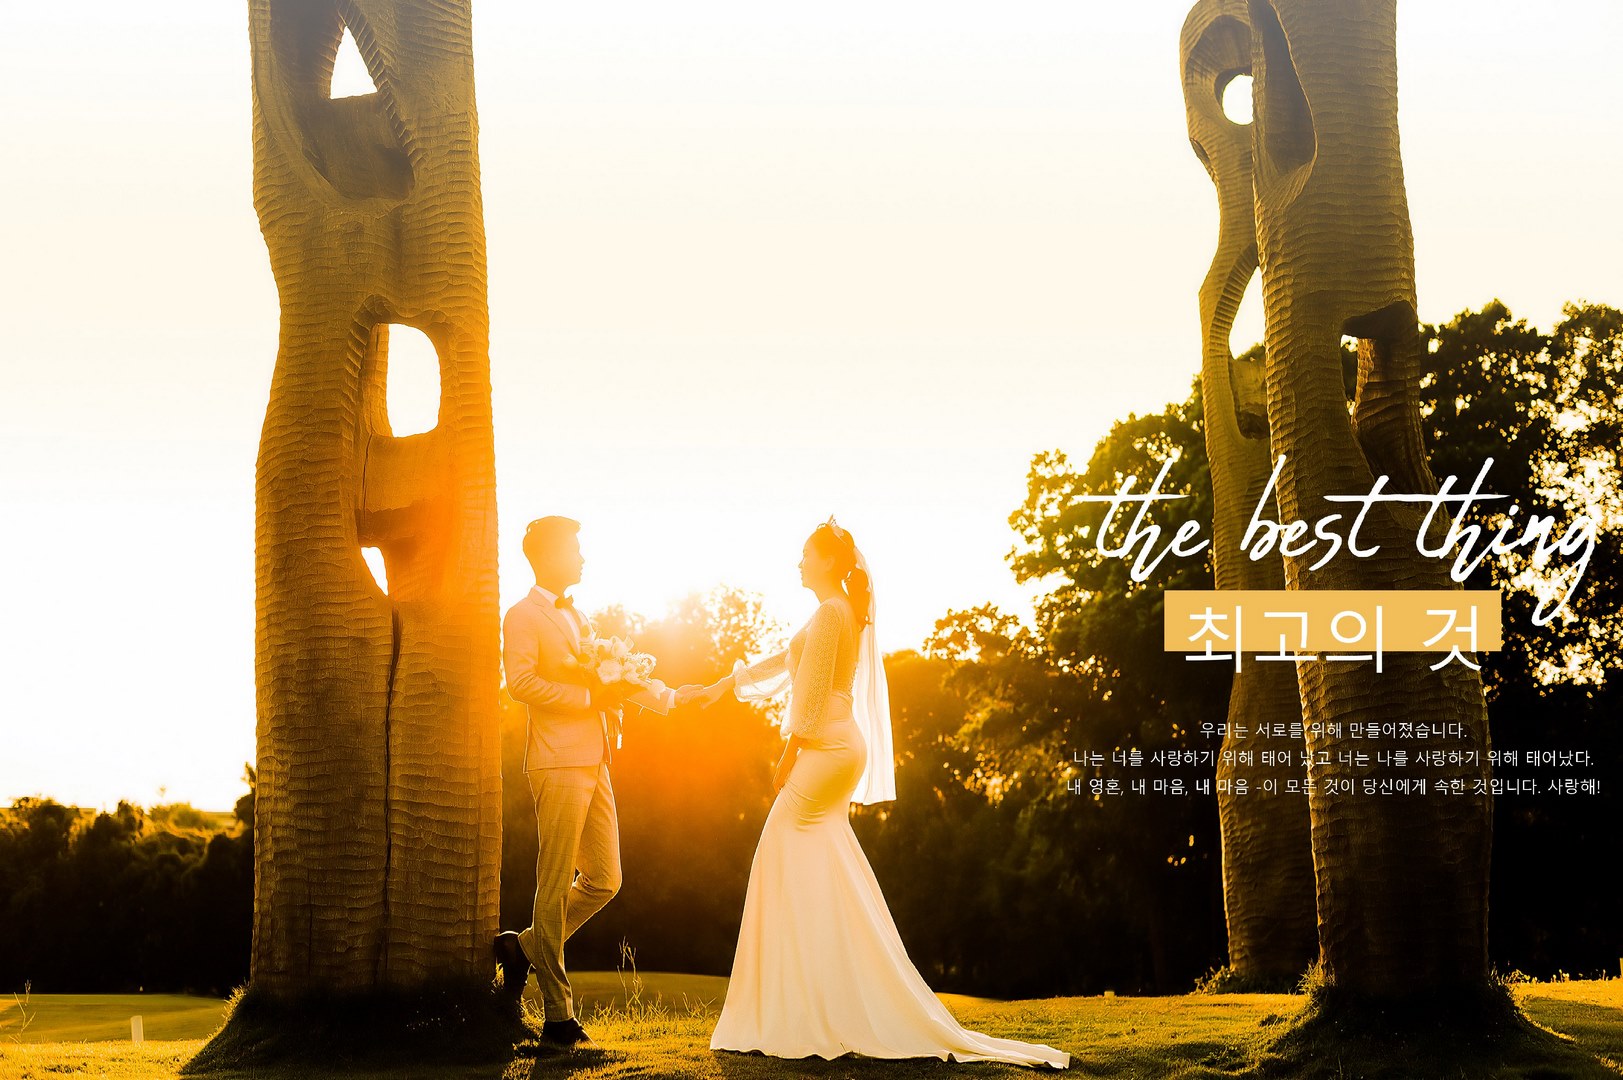 the best thing
최고의 것
우리는 서로를 위해 만들어졌습니다.
나는 너를 사랑하기 위해 태어 났고 너는 나를 사랑하기 위해 태어났다.
내 영혼, 내 마음, 내 마음 -이 모든 것이 당신에게 속한 것입니다. 사랑해!